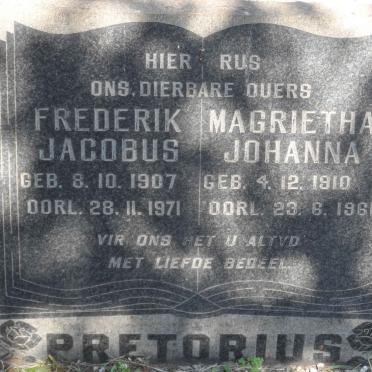 HIER RUS
ONS DIERBARE OUERS
FREDERIK JACOBUS
GEB. 8. 10. 1907
OORL. 28. 11. 1971
MAGRIETHA JOHANNA
GEB. 4. 12. 1910
OORL. 23. 6.
VIR ONS HET U ALTYD
MET LIEFDE BEDEEL.
PRETORIUS